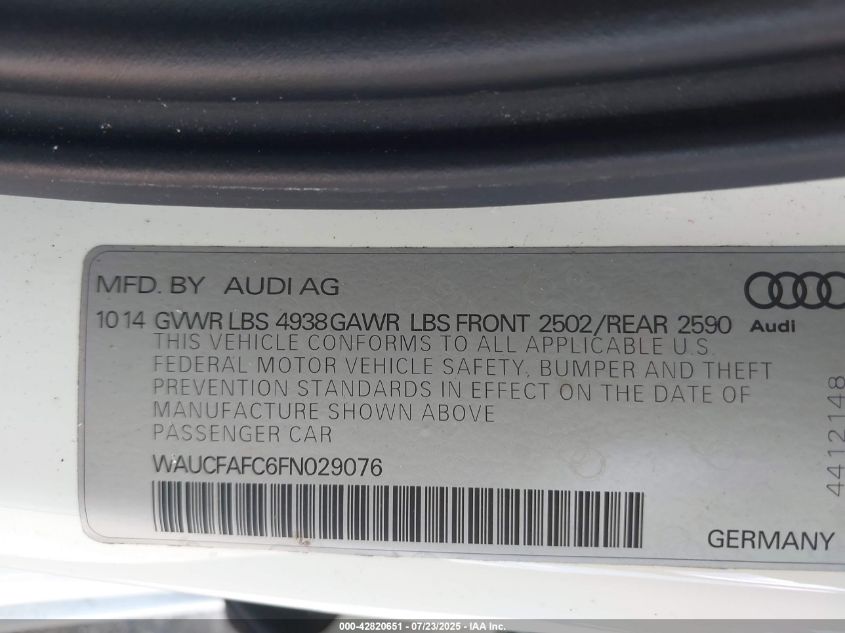 MFD. BY AUDI AG
10 14 GVWR LBS 4938 GAWR LBS FRONT 2502/REAR 2590
Audi
THIS VEHICLE CONFORMS TO ALL APPLICABLE U.S.
FEDERAL MOTOR VEHICLE SAFETY, BUMPER AND THEFT
PREVENTION STANDARDS IN EFFECT ON THE DATE OF
MANUFACTURE SHOWN ABOVE
PASSENGER CAR
WAUCFAFC6FN029076
4412148
GERMANY
000-42820651 - 07/23/2025 - IAA Inc.